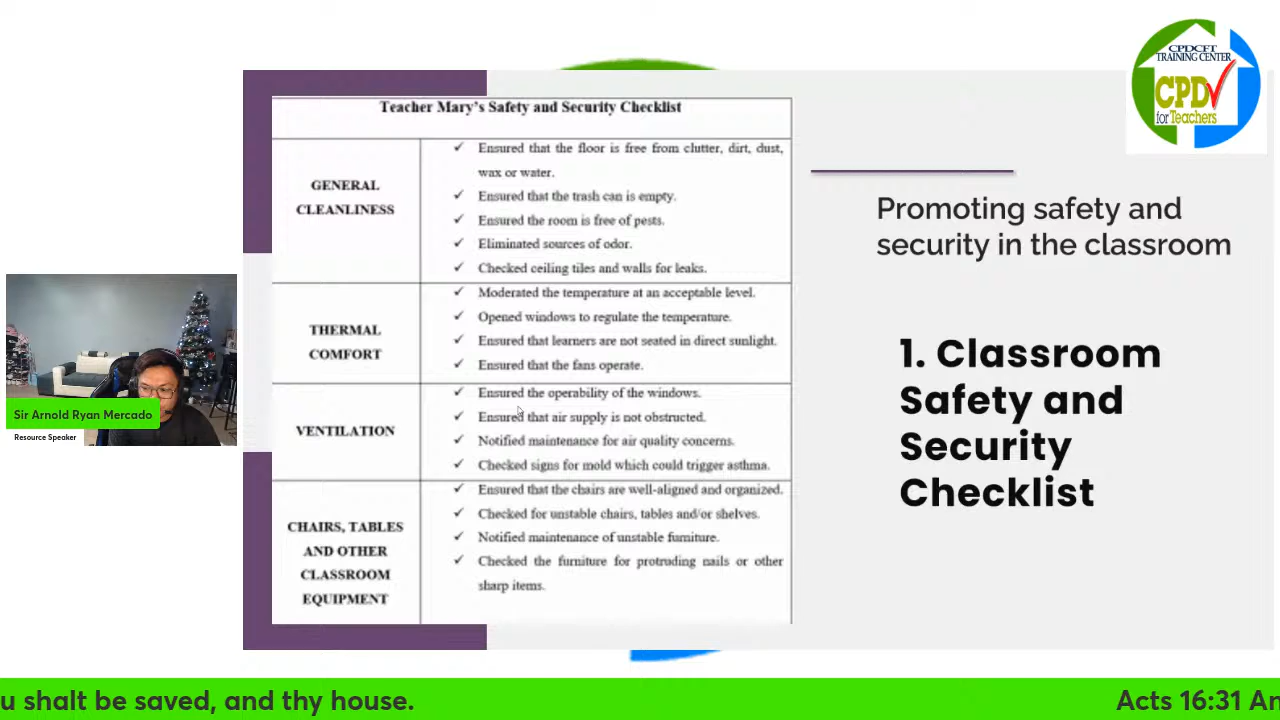 CPDCFT
TRAINING CENTER
CPD
for Teachers
Teacher Mary's Safety and Security Checklist
GENERAL
CLEANLINESS
✓ Ensured that the floor is free from clutter, dirt, dust,
wax or water.
✓ Ensured that the trash can is empty.
✓ Ensured the room is free of pests.
✓ Eliminated sources of odor.
✓ Checked ceiling tiles and walls for leaks.
THERMAL
COMFORT
✓ Moderated the temperature at an acceptable level.
✓ Opened windows to regulate the temperature.
✓ Ensured that learners are not seated in direct sunlight.
✓ Ensured that the fans operate.
VENTILATION
✓ Ensured the operability of the windows.
✓ Ensured that air supply is not obstructed.
✓ Notified maintenance for air quality concerns.
✓ Checked signs for mold which could trigger asthma.
CHAIRS, TABLES
AND OTHER
CLASSROOM
EQUIPMENT
✓ Ensured that the chairs are well-aligned and organized.
✓ Checked for unstable chairs, tables and/or shelves.
✓ Notified maintenance of unstable furniture.
✓ Checked the furniture for protruding nails or other
sharp items.
Promoting safety and
security in the classroom
1. Classroom
Safety and
Security
Checklist
Sir Arnold Ryan Mercado
Resource Speaker
u shalt be saved, and thy house.
Acts 16:31 An